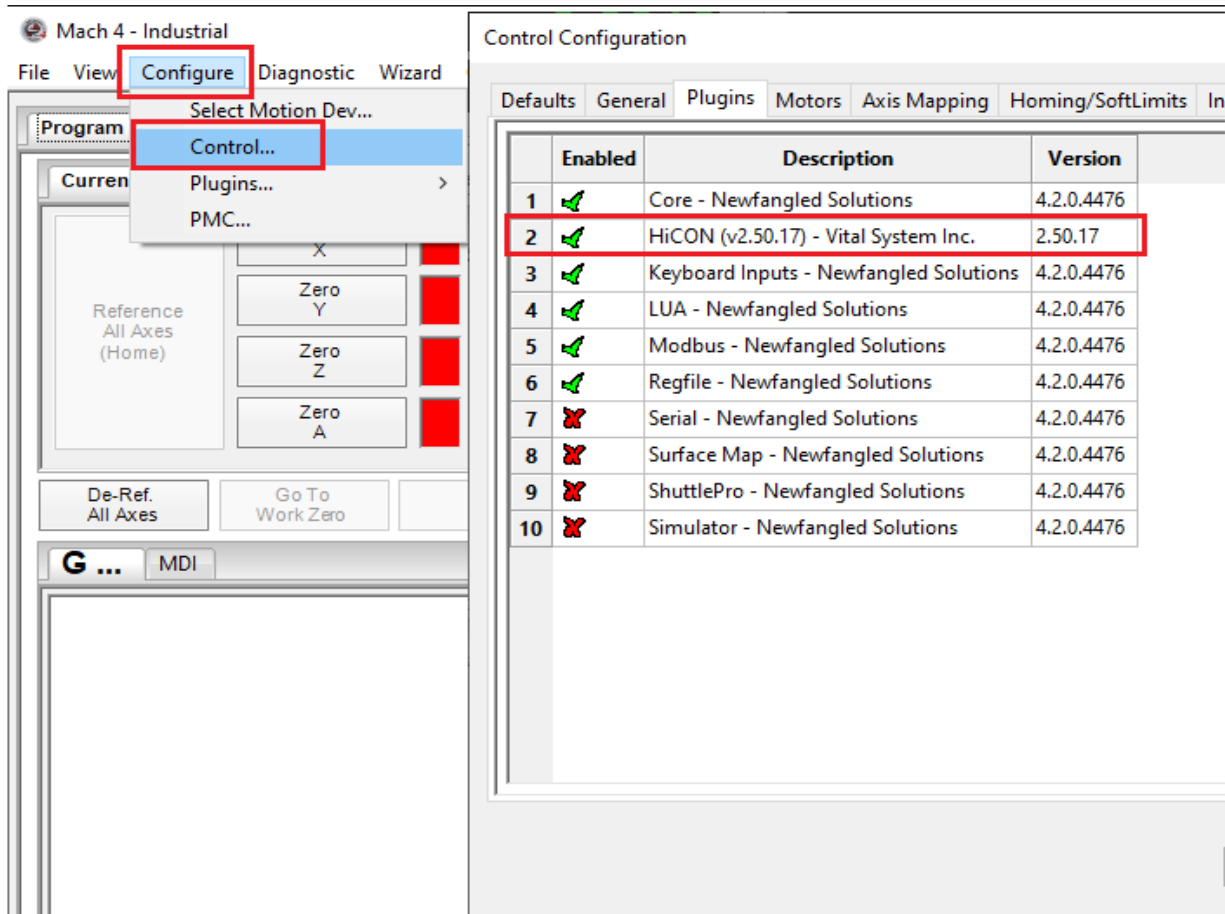 Mach 4 - Industrial
File View Configure Diagnostic Wizard
Select Motion Dev...
Control...
Plugins...
PMC...
Program
Curren
X
Reference
All Axes
(Home)
Zero
Y
Zero
Z
Zero
A
De-Ref.
All Axes
Go To
Work Zero
G ...
MDI
Control Configuration
Defaults General Plugins Motors Axis Mapping Homing/SoftLimits In
Enabled Description Version
1 Core - Newfangled Solutions 4.2.0.4476
2 HiCON (v2.50.17) - Vital System Inc. 2.50.17
3 Keyboard Inputs - Newfangled Solutions 4.2.0.4476
4 LUA - Newfangled Solutions 4.2.0.4476
5 Modbus - Newfangled Solutions 4.2.0.4476
6 Regfile - Newfangled Solutions 4.2.0.4476
7 Serial - Newfangled Solutions 4.2.0.4476
8 Surface Map - Newfangled Solutions 4.2.0.4476
9 ShuttlePro - Newfangled Solutions 4.2.0.4476
10 Simulator - Newfangled Solutions 4.2.0.4476